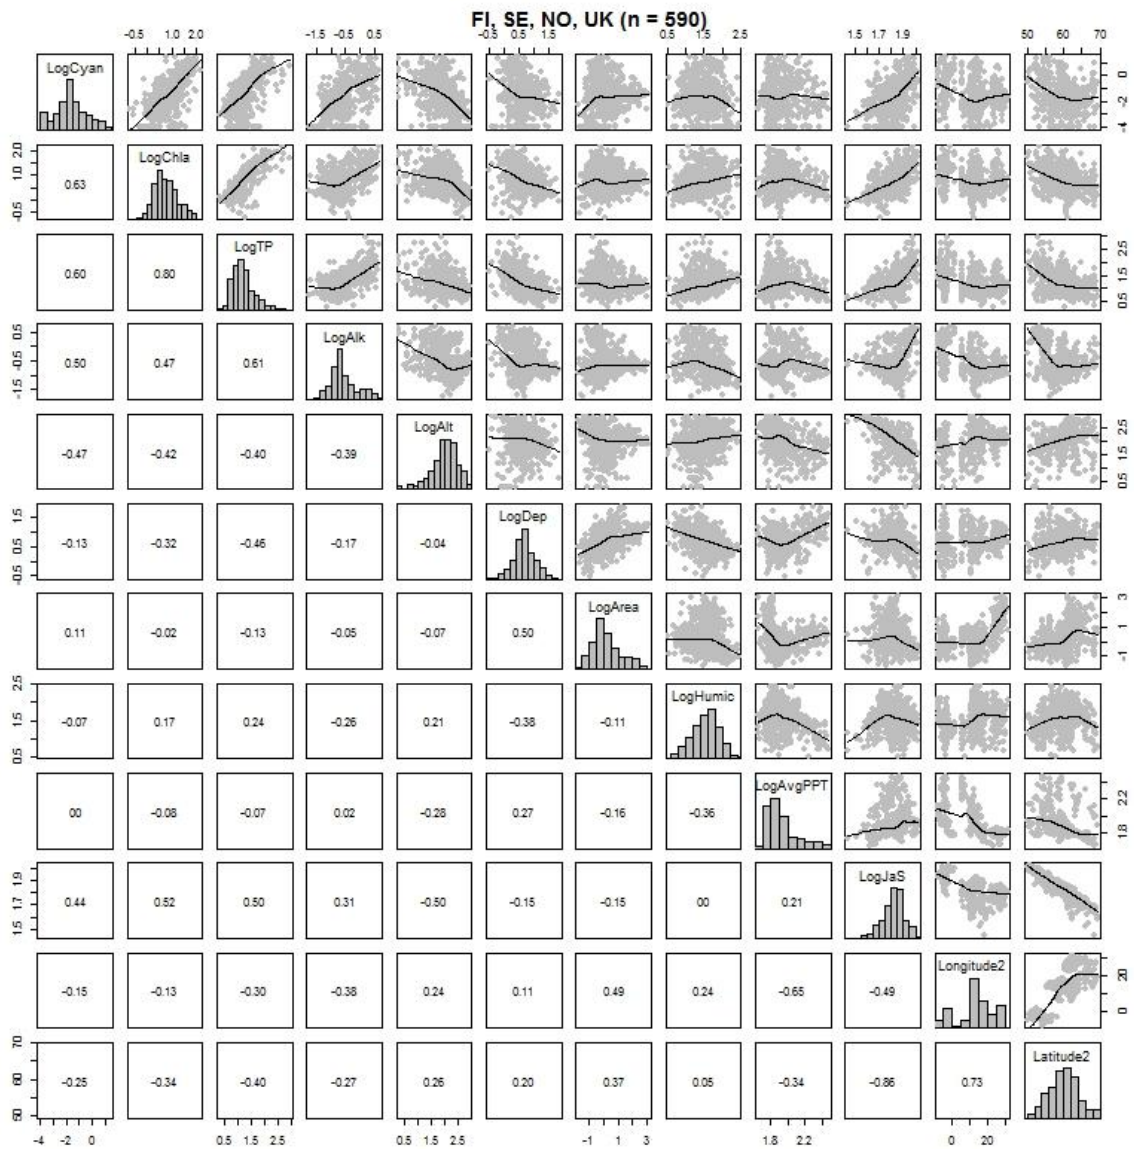 FI, SE, NO, UK (n = 590)
-0.5 1.0 2.0 -1.5 -0.5 0.5 -0.5 0.5 1.5 0.5 1.5 2.5 1.5 1.7 1.9 50 60 70
LogCyan 0 -2 -4
2.0 1.0 -0.5 0.63 LogChla
0.60 0.80 LogTP 2.5 1.5 0.5
0.5 -0.5 -1.5 0.50 0.47 0.61 LogAlk
-0.47 -0.42 -0.40 -0.39 LogAlt 2.5 1.5 0.5
1.5 0.5 -0.5 -0.13 -0.32 -0.46 -0.17 -0.04 LogDep
0.11 -0.02 -0.13 -0.05 -0.07 0.50 LogArea 3 1 -1
2.5 1.5 0.5 -0.07 0.17 0.24 -0.26 0.21 -0.38 -0.11 LogHumic
00 -0.08 -0.07 0.02 -0.28 0.27 -0.16 -0.36 LogAvgPPT 2.2 1.8
1.9 1.7 1.5 0.44 0.52 0.50 0.31 -0.50 -0.15 -0.15 00 0.21 LogJaS
-0.15 -0.13 -0.30 -0.38 0.24 0.11 0.49 0.24 -0.65 -0.49 Longitude2 20 0
70 60 50 -0.25 -0.34 -0.40 -0.27 0.26 0.20 0.37 0.05 -0.34 -0.86 0.73 Latitude2
-4 -2 0 0.5 1.5 2.5 0.5 1.5 2.5 -1 1 3 1.8 2.2 0 20